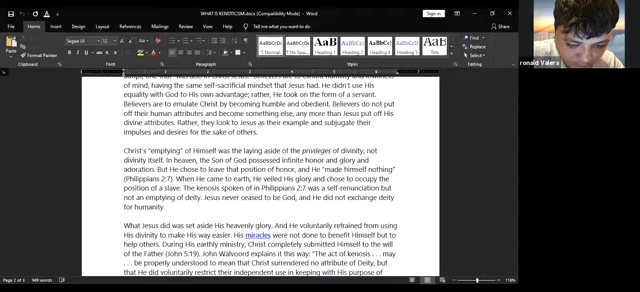 WHAT IS KENOTICISM.docx [Compatibility Mode] - Word
Sign in
File Home Insert Draw Design Layout References Mailings Review View Help Tell me what you want to do
Paste
Format Painter
Segoe UI 12
Find
Replace
Select
AaBbCcDc AaBbCcDc AaBb AaBbCc AaBbCc AaBbCc AaB
¶ Normal ¶ No Spac... Heading 1 Heading 2 Heading 4 Heading 5 Title
Clipboard Font Paragraph Styles Editing
ronald Valera
of mind, having the same self-sacrificial mindset that Jesus had. He didn't use His
equality with God to His own advantage; rather, He took on the form of a servant.
Believers are to emulate Christ by becoming humble and obedient. Believers do not put
off their human attributes and become something else, any more than Jesus put off His
divine attributes. Rather, they look to Jesus as their example and subjugate their
impulses and desires for the sake of others.
Christ's "emptying" of Himself was the laying aside of the privileges of divinity, not
divinity itself. In heaven, the Son of God possessed infinite honor and glory and
adoration. But He chose to leave that position of honor, and He "made himself nothing"
(Philippians 2:7). When He came to earth, He veiled His glory and chose to occupy the
position of a slave. The kenosis spoken of in Philippians 2:7 was a self-renunciation but
not an emptying of deity. Jesus never ceased to be God, and He did not exchange deity
for humanity.
What Jesus did was set aside His heavenly glory. And He voluntarily refrained from using
His divinity to make His way easier. His miracles were not done to benefit Himself but to
help others. During His earthly ministry, Christ completely submitted Himself to the will
of the Father (John 5:19). John Walvoord explains it this way: "The act of kenosis . . . may
. . . be properly understood to mean that Christ surrendered no attribute of Deity, but
that He did voluntarily restrict their independent use in keeping with His purpose of
Page 2 of 3 949 words
116%